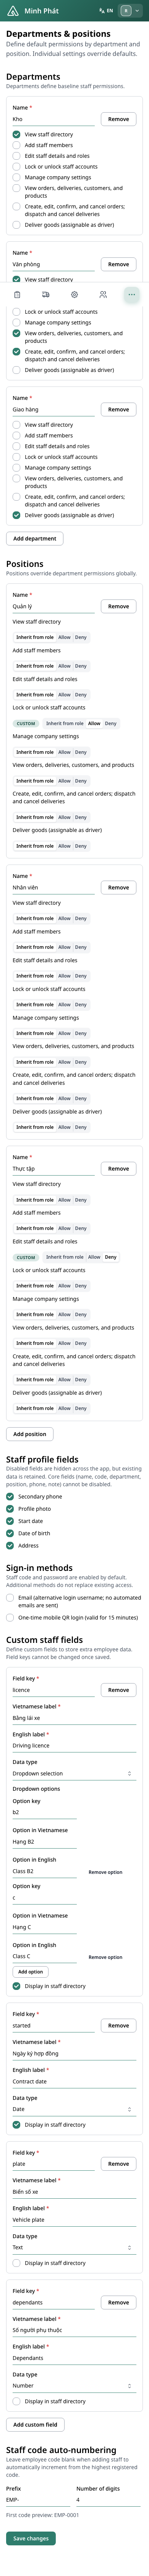 Minh Phát
EN
Departments & positions
Default department permissions by department and
position. Individual settings override defaults.
Departments
Departments define baseline staff permissions.
Name *
Kho
Remove
View staff directory
Add staff members
Edit staff details and roles
Lock or unlock staff accounts
Manage company settings
View orders, deliveries, customers, and
products
Create, edit, confirm, and cancel orders;
dispatch and cancel deliveries
Deliver goods (assignable as driver)
Name *
Văn phòng
Remove
View staff directory
Lock or unlock staff accounts
Manage company settings
View orders, deliveries, customers, and
products
Create, edit, confirm, and cancel orders;
dispatch and cancel deliveries
Deliver goods (assignable as driver)
Name *
Giao hàng
Remove
View staff directory
Add staff members
Edit staff details and roles
Lock or unlock staff accounts
Manage company settings
View orders, deliveries, customers, and
products
Create, edit, confirm, and cancel orders;
dispatch and cancel deliveries
Deliver goods (assignable as driver)
Add department
Positions
Positions override department permissions globally.
Name *
Quản lý
Remove
View staff directory
Inherit from role Allow Deny
Add staff members
Inherit from role Allow Deny
Edit staff details and roles
Inherit from role Allow Deny
Lock or unlock staff accounts
CUSTOM Inherit from role Allow Deny
Manage company settings
Inherit from role Allow Deny
View orders, deliveries, customers, and products
Inherit from role Allow Deny
Create, edit, confirm, and cancel orders; dispatch
and cancel deliveries
Inherit from role Allow Deny
Deliver goods (assignable as driver)
Inherit from role Allow Deny
Name *
Nhân viên
Remove
View staff directory
Inherit from role Allow Deny
Add staff members
Inherit from role Allow Deny
Edit staff details and roles
Inherit from role Allow Deny
Lock or unlock staff accounts
Inherit from role Allow Deny
Manage company settings
Inherit from role Allow Deny
View orders, deliveries, customers, and products
Inherit from role Allow Deny
Create, edit, confirm, and cancel orders; dispatch
and cancel deliveries
Inherit from role Allow Deny
Deliver goods (assignable as driver)
Inherit from role Allow Deny
Name *
Thực tập
Remove
View staff directory
Inherit from role Allow Deny
Add staff members
Inherit from role Allow Deny
Edit staff details and roles
CUSTOM Inherit from role Allow Deny
Lock or unlock staff accounts
Inherit from role Allow Deny
Manage company settings
Inherit from role Allow Deny
View orders, deliveries, customers, and products
Inherit from role Allow Deny
Create, edit, confirm, and cancel orders; dispatch
and cancel deliveries
Inherit from role Allow Deny
Deliver goods (assignable as driver)
Inherit from role Allow Deny
Add position
Staff profile fields
Disabled fields are hidden across the app, but existing
data is retained. Core fields (name, code, department,
position, phone, note) cannot be disabled.
Secondary phone
Profile photo
Start date
Date of birth
Address
Sign-in methods
Staff code and password are enabled by default.
Additional methods do not replace existing access.
Email (alternative login username; no automated
emails are sent)
One-time mobile QR login (valid for 15 minutes)
Custom staff fields
Define custom fields to store extra employee data.
Field keys cannot be changed once saved.
Field key *
licence
Remove
Vietnamese label *
Bằng lái xe
English label *
Driving licence
Data type
Dropdown selection
Dropdown options
Option key
b2
Option in Vietnamese
Hạng B2
Option in English
Class B2
Remove option
Option key
c
Option in Vietnamese
Hạng C
Option in English
Class C
Remove option
Add option
Display in staff directory
Field key *
started
Remove
Vietnamese label *
Ngày ký hợp đồng
English label *
Contract date
Data type
Date
Display in staff directory
Field key *
plate
Remove
Vietnamese label *
Biển số xe
English label *
Vehicle plate
Data type
Text
Display in staff directory
Field key *
dependants
Remove
Vietnamese label *
Số người phụ thuộc
English label *
Dependants
Data type
Number
Display in staff directory
Add custom field
Staff code auto-numbering
Leave employee code blank when adding staff to
automatically increment from the highest registered
code.
Prefix
Number of digits
EMP-
4
First code preview: EMP-0001
Save changes